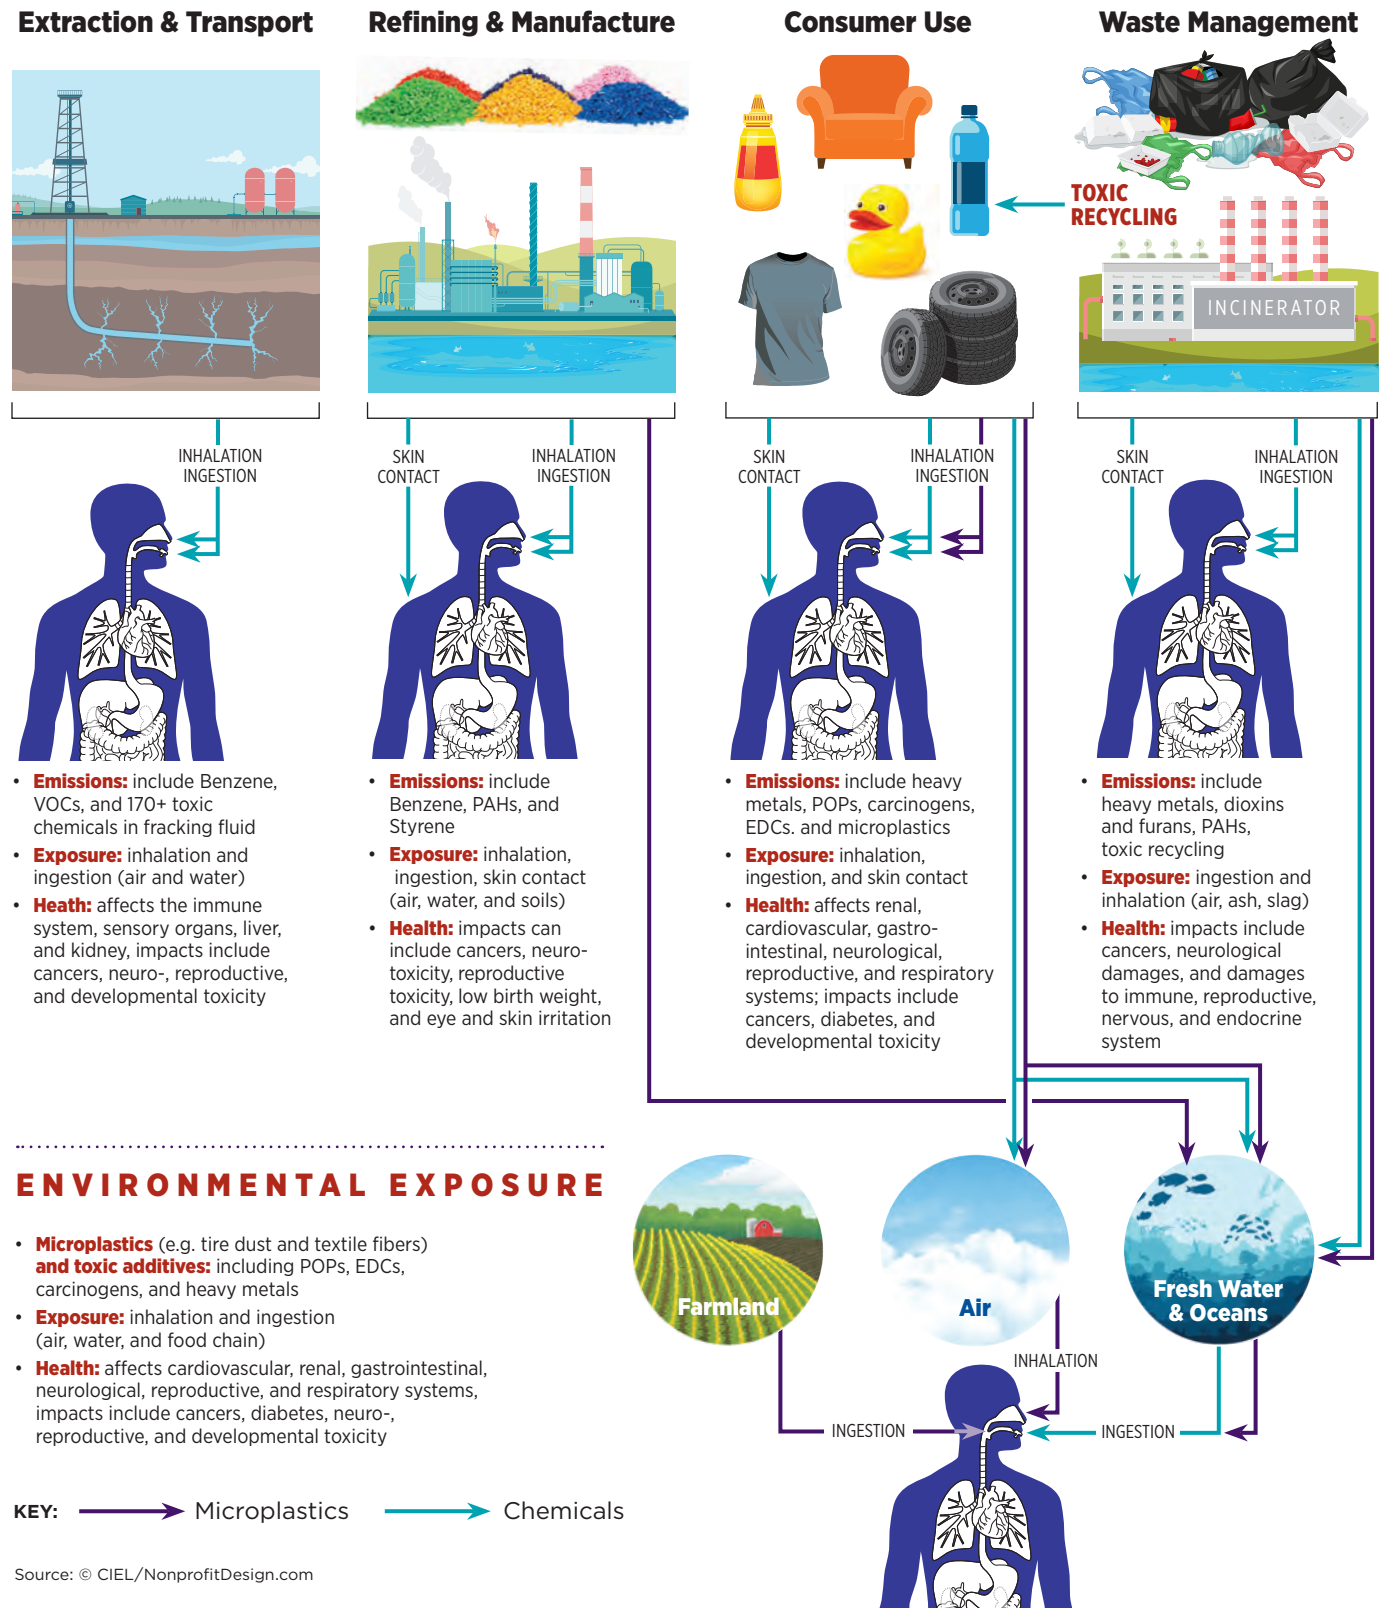 Extraction & Transport
Refining & Manufacture
Consumer Use
Waste Management
TOXIC
RECYCLING
INCINERATOR
INHALATION
INGESTION
SKIN
CONTACT
INHALATION
INGESTION
SKIN
CONTACT
INHALATION
INGESTION
SKIN
CONTACT
INHALATION
INGESTION
• Emissions: include Benzene,
VOCs, and 170+ toxic
chemicals in fracking fluid
• Exposure: inhalation and
ingestion (air and water)
• Heath: affects the immune
system, sensory organs, liver,
and kidney, impacts include
cancers, neuro-, reproductive,
and developmental toxicity
• Emissions: include
Benzene, PAHs, and
Styrene
• Exposure: inhalation,
ingestion, skin contact
(air, water, and soils)
• Health: impacts can
include cancers, neuro-
toxicity, reproductive
toxicity, low birth weight,
and eye and skin irritation
• Emissions: include heavy
metals, POPs, carcinogens,
EDCs. and microplastics
• Exposure: inhalation,
ingestion, and skin contact
• Health: affects renal,
cardiovascular, gastro-
intestinal, neurological,
reproductive, and respiratory
systems; impacts include
cancers, diabetes, and
developmental toxicity
• Emissions: include
heavy metals, dioxins
and furans, PAHs,
toxic recycling
• Exposure: ingestion and
inhalation (air, ash, slag)
• Health: impacts include
cancers, neurological
damages, and damages
to immune, reproductive,
nervous, and endocrine
system
ENVIRONMENTAL EXPOSURE
• Microplastics (e.g. tire dust and textile fibers)
and toxic additives: including POPs, EDCs,
carcinogens, and heavy metals
• Exposure: inhalation and ingestion
(air, water, and food chain)
• Health: affects cardiovascular, renal, gastrointestinal,
neurological, reproductive, and respiratory systems,
impacts include cancers, diabetes, neuro-,
reproductive, and developmental toxicity
Farmland
Air
Fresh Water
& Oceans
INHALATION
INGESTION
INGESTION
KEY:
Microplastics
Chemicals
Source: © CIEL/NonprofitDesign.com